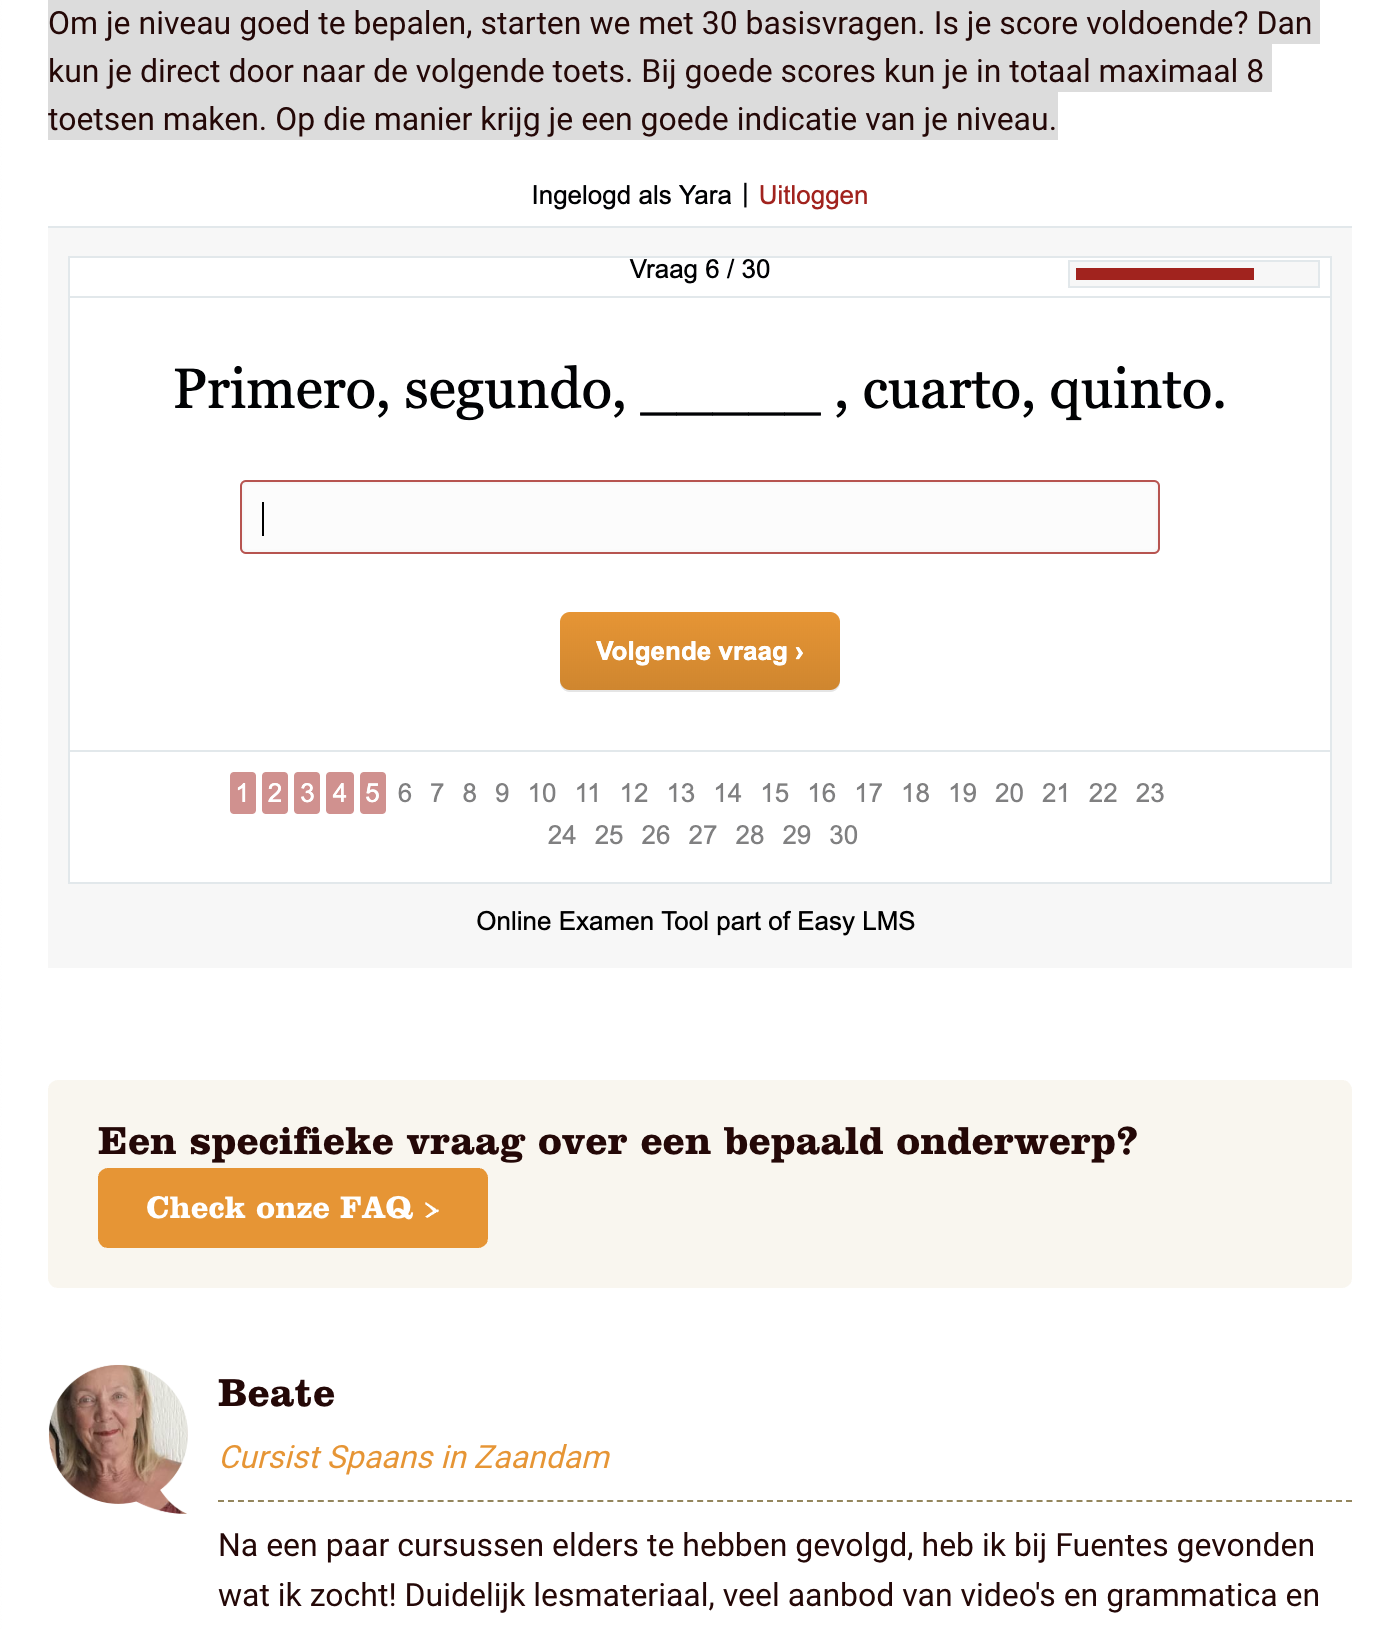 Om je niveau goed te bepalen, starten we met 30 basisvragen. Is je score voldoende? Dan
kun je direct door naar de volgende toets. Bij goede scores kun je in totaal maximaal 8
toetsen maken. Op die manier krijg je een goede indicatie van je niveau.
Ingelogd als Yara | Uitloggen
Vraag 6 / 30
Primero, segundo, _____ , cuarto, quinto.
Volgende vraag ›
1 2 3 4 5 6 7 8 9 10 11 12 13 14 15 16 17 18 19 20 21 22 23
24 25 26 27 28 29 30
Online Examen Tool part of Easy LMS
Een specifieke vraag over een bepaald onderwerp?
Check onze FAQ >
Beate
Cursist Spaans in Zaandam
Na een paar cursussen elders te hebben gevolgd, heb ik bij Fuentes gevonden
wat ik zocht! Duidelijk lesmateriaal, veel aanbod van video's en grammatica en